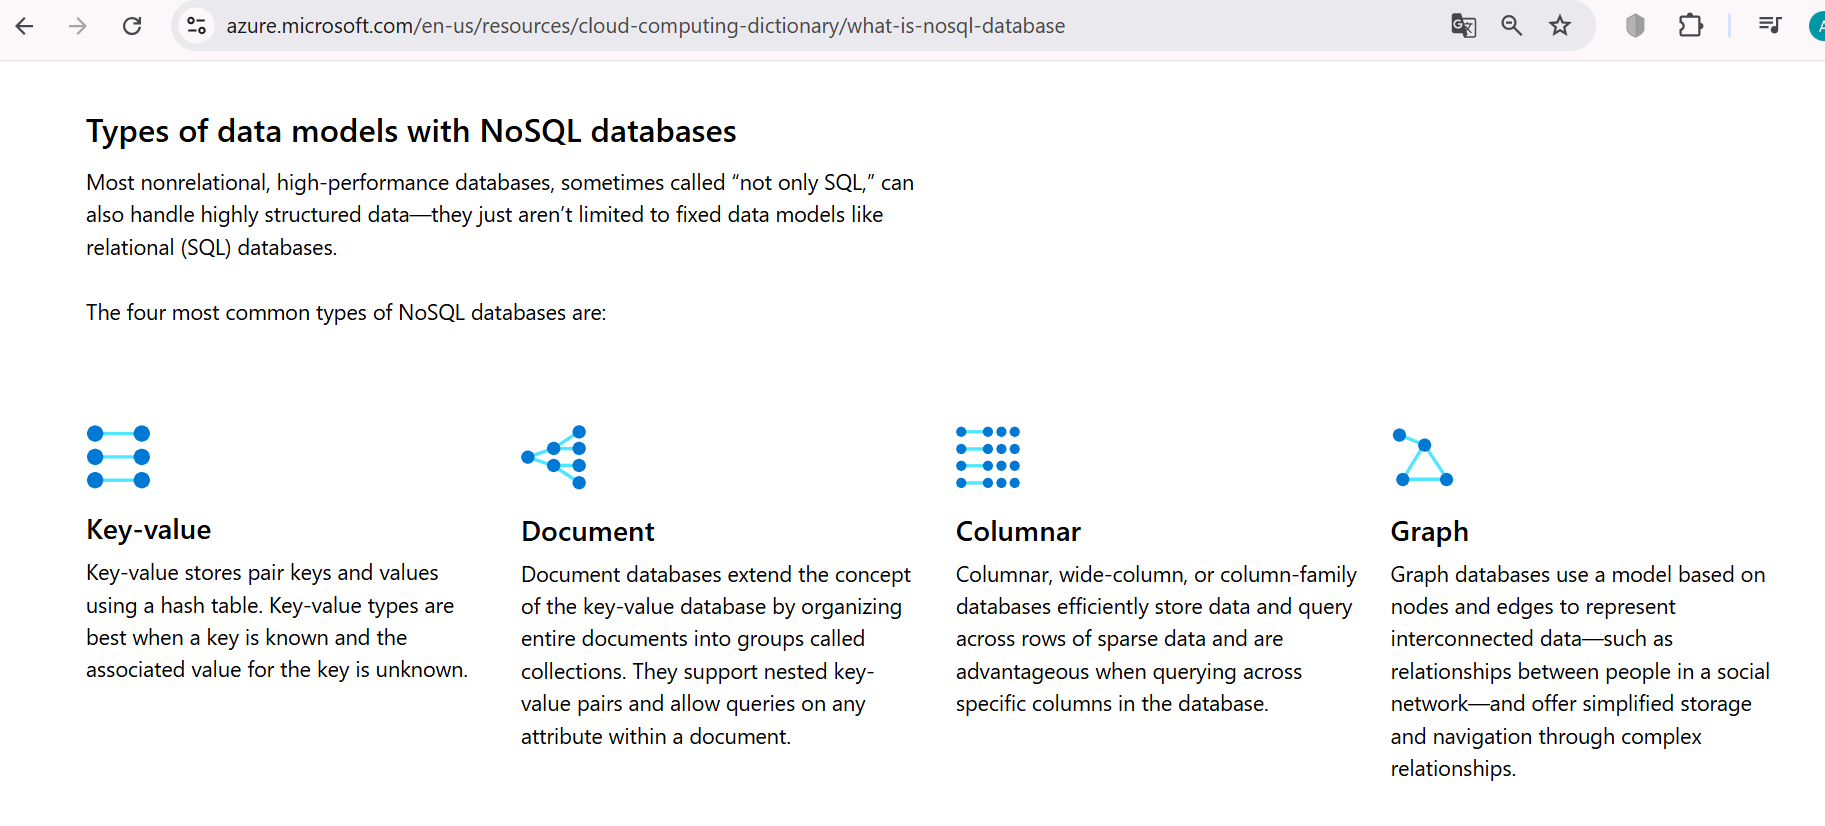 azure.microsoft.com/en-us/resources/cloud-computing-dictionary/what-is-nosql-database
A
Types of data models with NoSQL databases
Most nonrelational, high-performance databases, sometimes called “not only SQL,” can
also handle highly structured data—they just aren’t limited to fixed data models like
relational (SQL) databases.
The four most common types of NoSQL databases are:
Key-value
Key-value stores pair keys and values
using a hash table. Key-value types are
best when a key is known and the
associated value for the key is unknown.
Document
Document databases extend the concept
of the key-value database by organizing
entire documents into groups called
collections. They support nested key-
value pairs and allow queries on any
attribute within a document.
Columnar
Columnar, wide-column, or column-family
databases efficiently store data and query
across rows of sparse data and are
advantageous when querying across
specific columns in the database.
Graph
Graph databases use a model based on
nodes and edges to represent
interconnected data—such as
relationships between people in a social
network—and offer simplified storage
and navigation through complex
relationships.